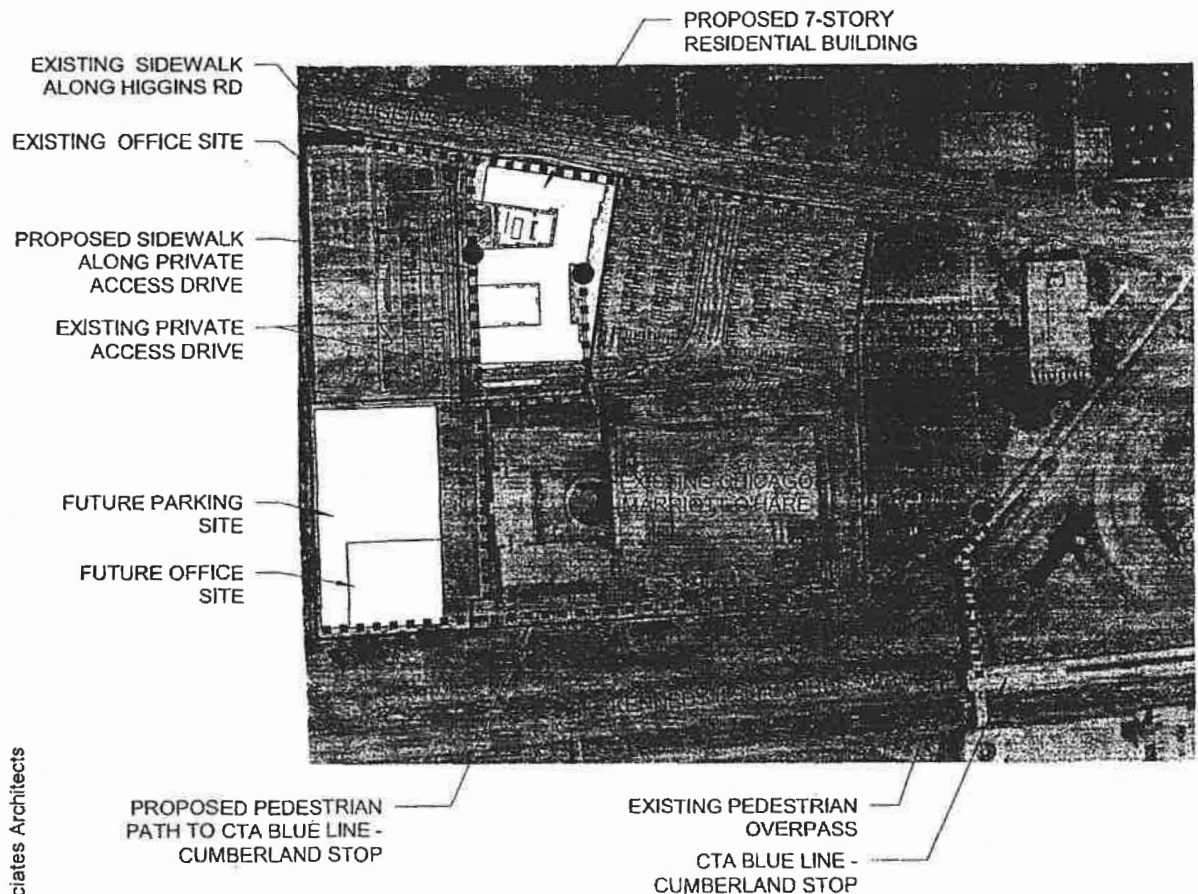 PROPOSED 7-STORY
RESIDENTIAL BUILDING
EXISTING SIDEWALK
ALONG HIGGINS RD
EXISTING OFFICE SITE
PROPOSED SIDEWALK
ALONG PRIVATE
ACCESS DRIVE
EXISTING PRIVATE
ACCESS DRIVE
EXISTING CHICAGO
MARRIOTT O'HARE
FUTURE PARKING
SITE
FUTURE OFFICE
SITE
PROPOSED PEDESTRIAN
PATH TO CTA BLUE LINE -
CUMBERLAND STOP
EXISTING PEDESTRIAN
OVERPASS
CTA BLUE LINE -
CUMBERLAND STOP
ciates Architects